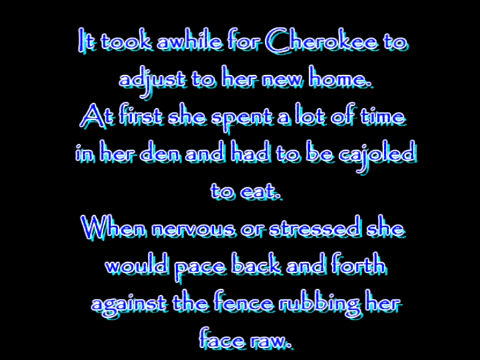 It took awhile for Cherokee to
adjust to her new home.
At first she spent a lot of time
in her den and had to be cajoled
to eat.
When nervous or stressed she
would pace back and forth
against the fence rubbing her
face raw.